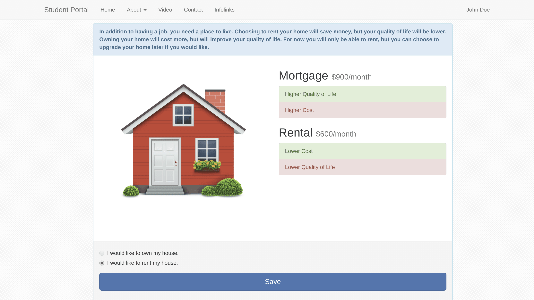 Student Portal
Home
About
Video
Contact
Infolinks
John Doe
In addition to having a job, you need a place to live. Choosing to rent your home will save money, but your quality of life will be lower.
Owning your home will cost more, but will improve your quality of life. For now you will only be able to rent, but you can choose to
upgrade your home later if you would like.
Mortgage $900/month
Higher Quality of Life
Higher Cost
Rental $600/month
Lower Cost
Lower Quality of Life
I would like to own my house.
I would like to rent my house.
Save